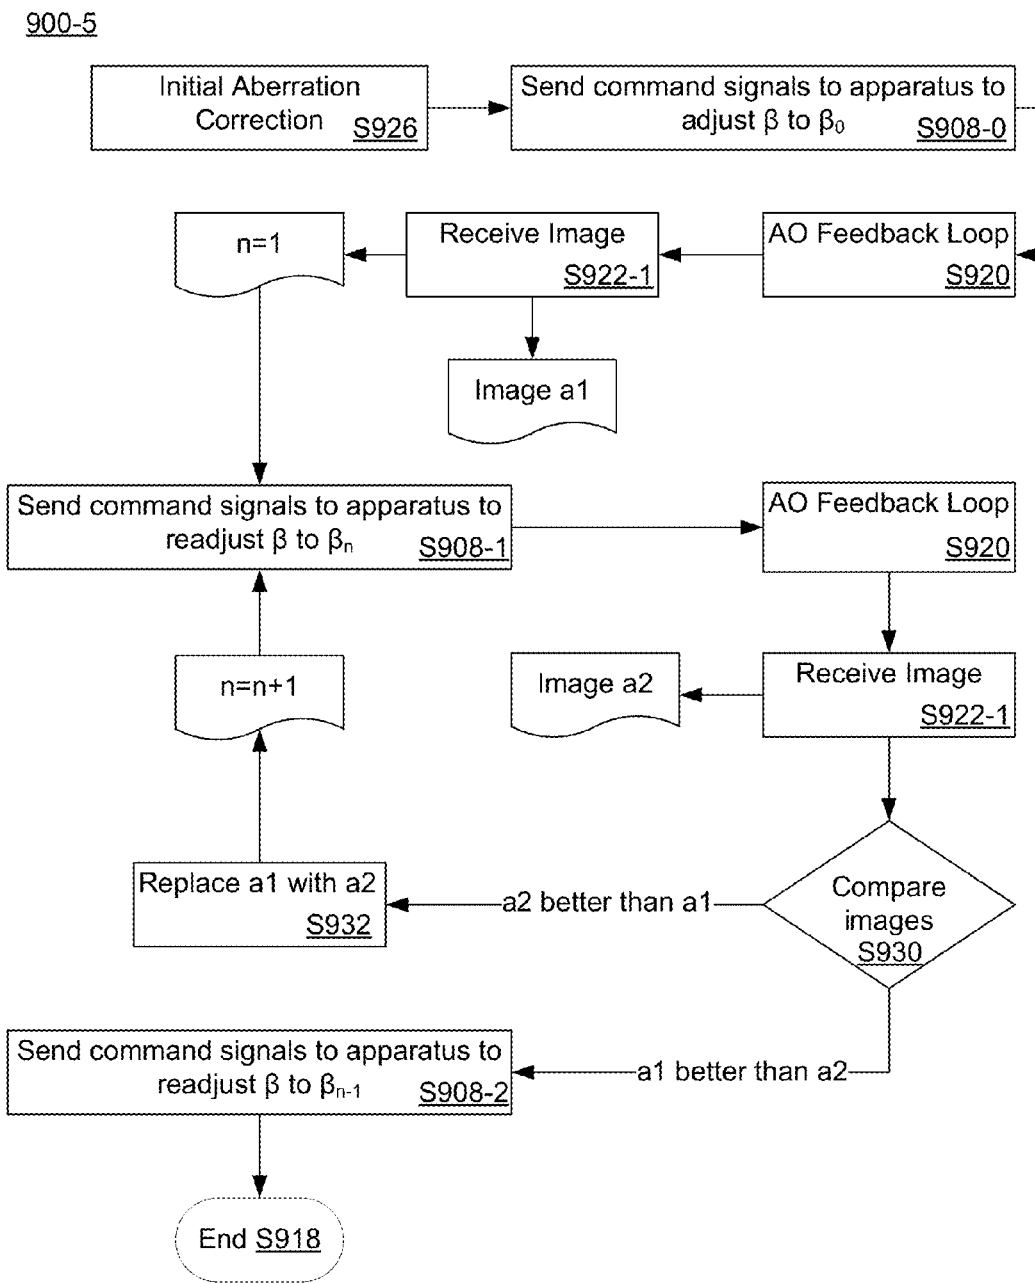 900-5
Initial Aberration
Correction S926
Send command signals to apparatus to
adjust β to β₀ S908-0
n=1
Receive Image
S922-1
AO Feedback Loop
S920
Image a1
Send command signals to apparatus to
readjust β to βₙ S908-1
AO Feedback Loop
S920
n=n+1
Image a2
Receive Image
S922-1
Replace a1 with a2
S932
a2 better than a1
Compare
images
S930
Send command signals to apparatus to
readjust β to βₙ₋₁ S908-2
a1 better than a2
End S918